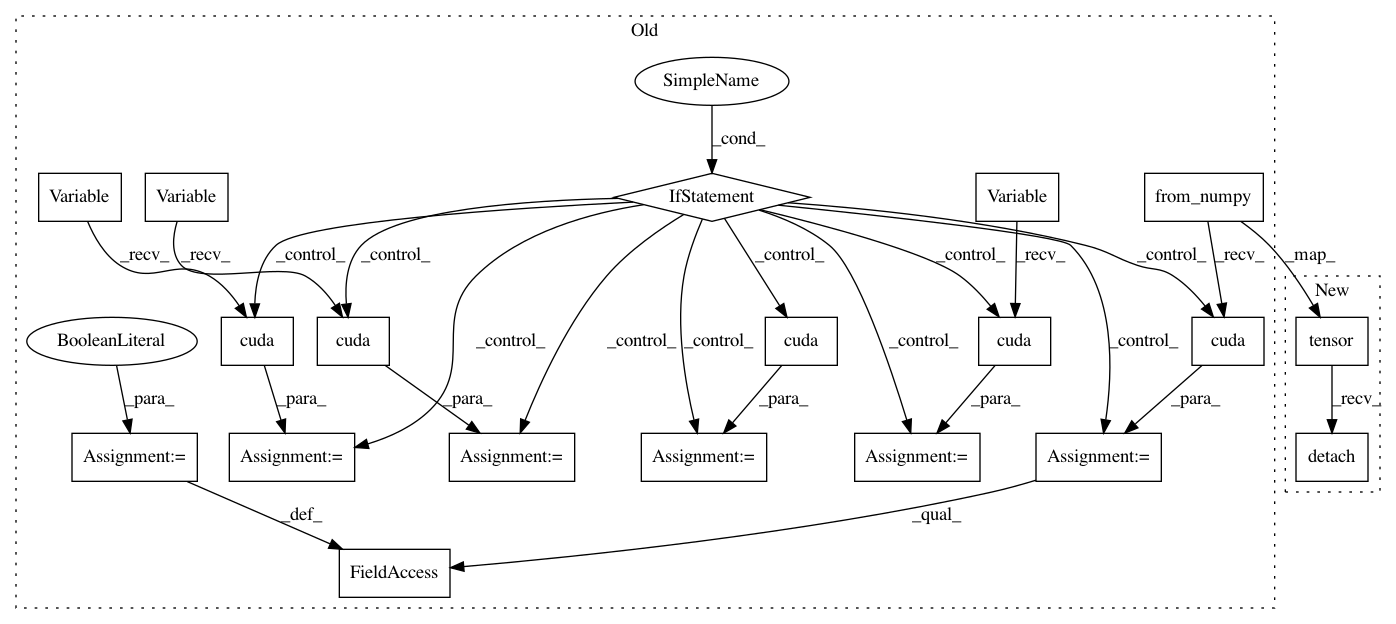 Old
SimpleName
_cond_
Variable
Variable
IfStatement
Variable
from_numpy
_recv_
_recv_
_control_
_control_
_control_
_control_
_recv_
_control_
_recv_
_map_
New
BooleanLiteral
cuda
cuda
cuda
cuda
cuda
tensor
_control_
_control_
_control_
_control_
_control_
_para_
_para_
_para_
_para_
_para_
_para_
_recv_
Assignment:=
Assignment:=
Assignment:=
Assignment:=
Assignment:=
Assignment:=
detach
_def_
_qual_
FieldAccess